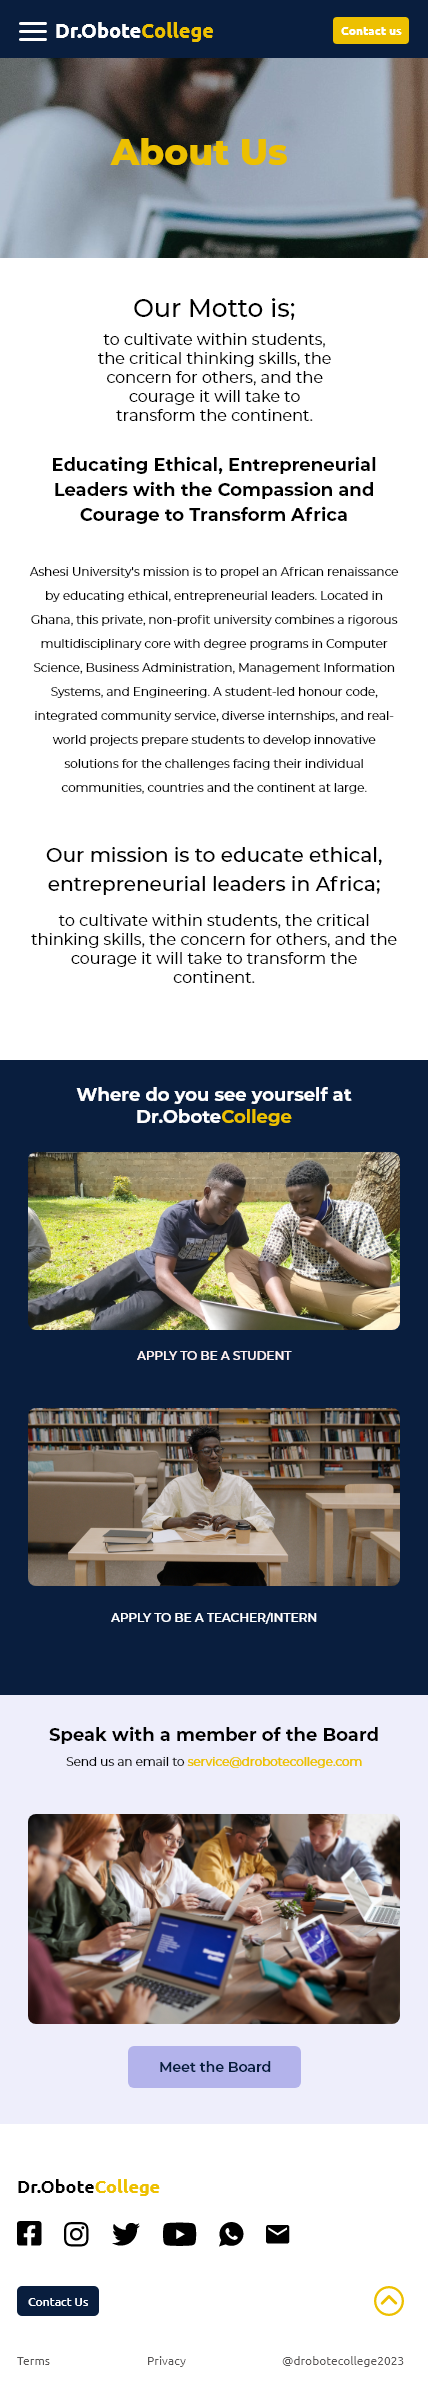 Dr.OboteCollege
Contact us
About Us
Our Motto is;
to cultivate within students,
the critical thinking skills, the
concern for others, and the
courage it will take to
transform the continent.
Educating Ethical, Entrepreneurial
Leaders with the Compassion and
Courage to Transform Africa
Ashesi University's mission is to propel an African renaissance
by educating ethical, entrepreneurial leaders. Located in
Ghana, this private, non-profit university combines a rigorous
multidisciplinary core with degree programs in Computer
Science, Business Administration, Management Information
Systems, and Engineering. A student-led honour code,
integrated community service, diverse internships, and real-
world projects prepare students to develop innovative
solutions for the challenges facing their individual
communities, countries and the continent at large.
Our mission is to educate ethical,
entrepreneurial leaders in Africa;
to cultivate within students, the critical
thinking skills, the concern for others, and the
courage it will take to transform the
continent.
Where do you see yourself at
Dr.OboteCollege
APPLY TO BE A STUDENT
APPLY TO BE A TEACHER/INTERN
Speak with a member of the Board
Send us an email to service@drobotecollege.com
Meet the Board
Dr.OboteCollege
Contact Us
Terms
Privacy
@drobotecollege2023